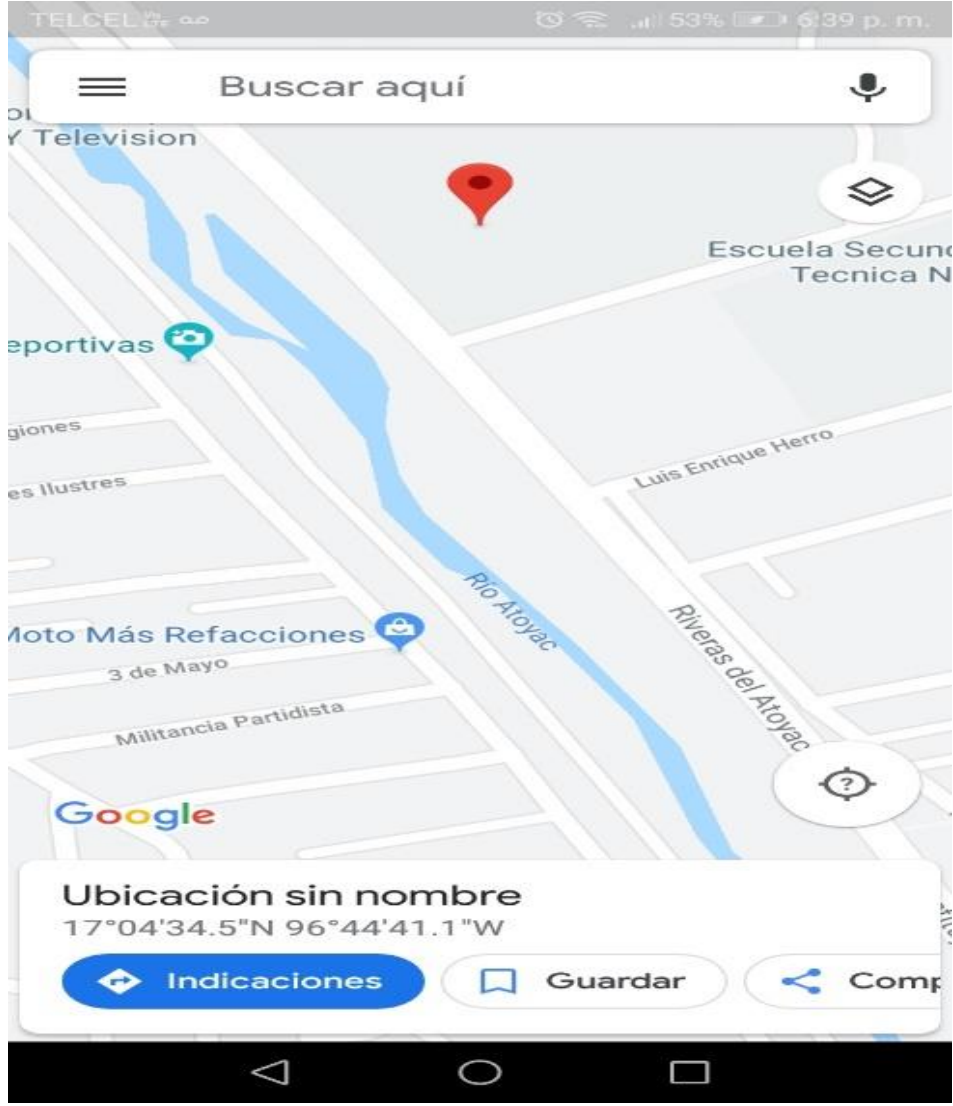 TELCEL
53% 6:39 p. m.
Buscar aquí
Y Television
Escuela Secund
Tecnica N
eportivas
giones
Luis Enrique Herro
es Ilustres
Río Atoyac
Riveras del Atoyac
Moto Más Refacciones
3 de Mayo
Militancia Partidista
Google
Ubicación sin nombre
17°04'34.5"N 96°44'41.1"W
Indicaciones
Guardar
Comp